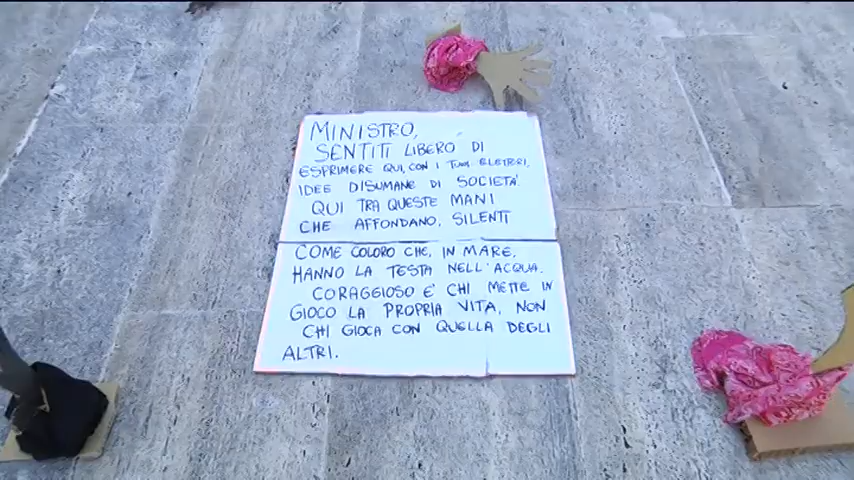 MINISTRO,
SENTITI LIBERO DI
ESPRIMERE QUI, CON I TUOI ELETTORI,
IDEE DISUMANE DI SOCIETÀ.
QUI TRA QUESTE MANI
CHE AFFONDANO, SILENTI
COME COLORO CHE, IN MARE,
HANNO LA TESTA NELL'ACQUA.
CORAGGIOSO E' CHI METTE IN
GIOCO LA PROPRIA VITA, NON
CHI GIOCA CON QUELLA DEGLI
ALTRI.